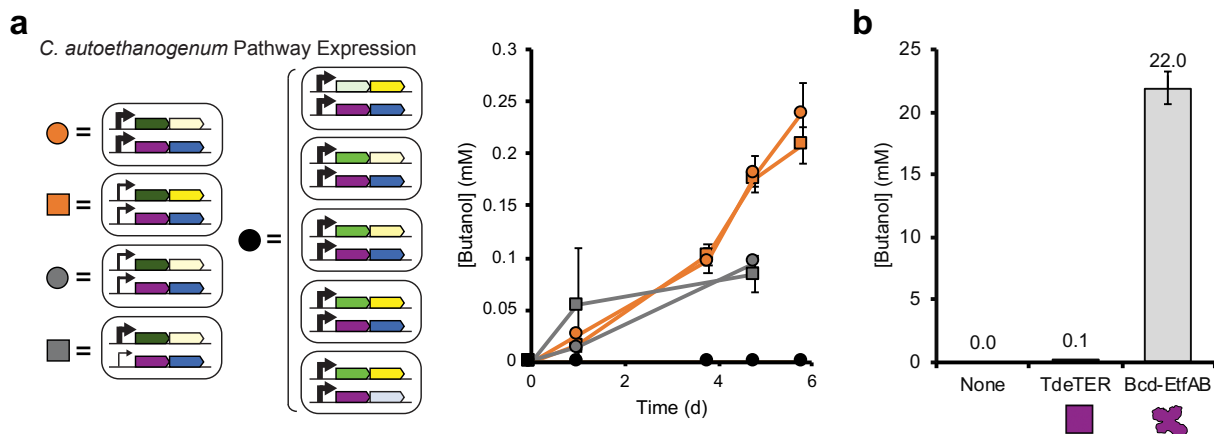 a
C. autoethanogenum Pathway Expression
=
=
=
=
=
[Butanol] (mM)
0.3
0.25
0.2
0.15
0.1
0.05
0
0 2 4 6
Time (d)
b
[Butanol] (mM)
25
20
15
10
5
0
0.0
0.1
22.0
None TdeTER Bcd-EtfAB